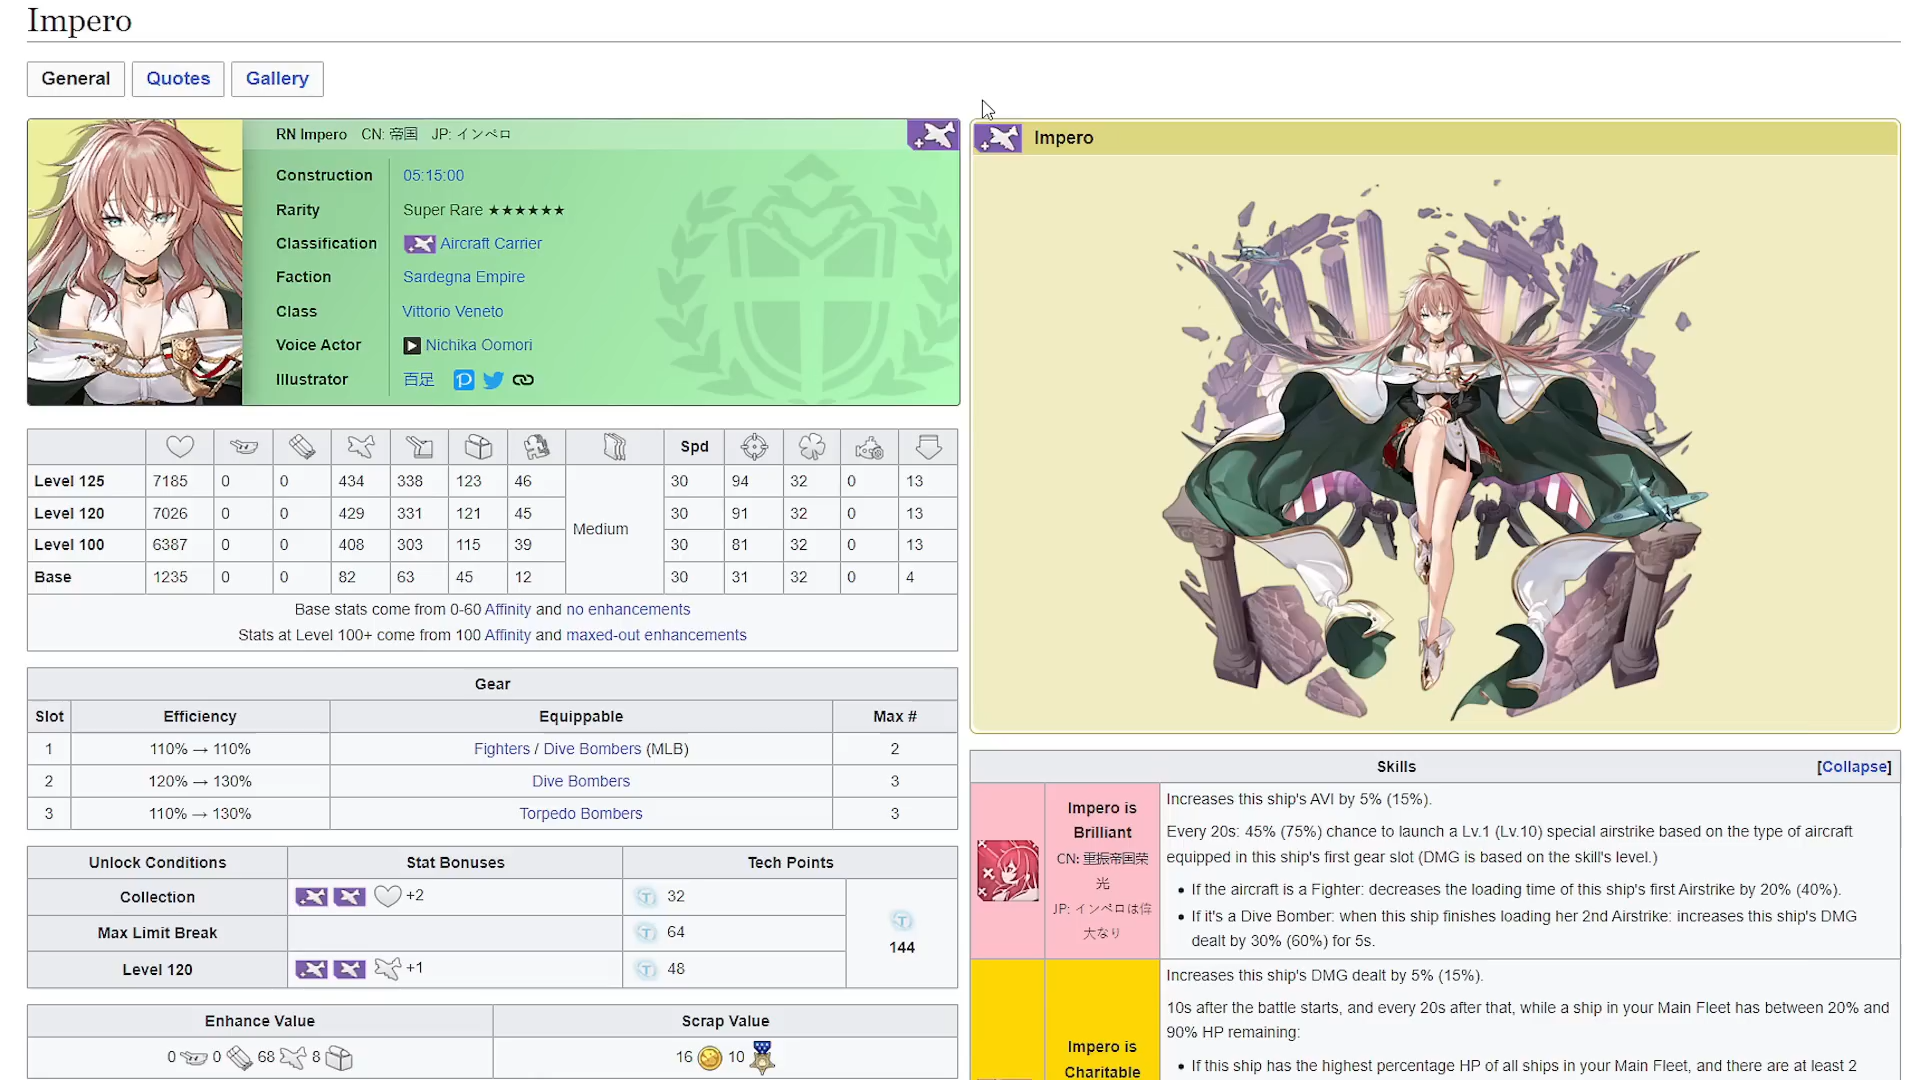 Impero
General Quotes Gallery
RN Impero CN: 帝国 JP: インペロ
Construction 05:15:00
Rarity Super Rare ★★★★★★
Classification Aircraft Carrier
Faction Sardegna Empire
Class Vittorio Veneto
Voice Actor Nichika Oomori
Illustrator 百足
Spd
Level 125 7185 0 0 434 338 123 46 30 94 32 0 13
Level 120 7026 0 0 429 331 121 45 30 91 32 0 13
Medium
Level 100 6387 0 0 408 303 115 39 30 81 32 0 13
Base 1235 0 0 82 63 45 12 30 31 32 0 4
Base stats come from 0-60 Affinity and no enhancements
Stats at Level 100+ come from 100 Affinity and maxed-out enhancements
Gear
Slot Efficiency Equippable Max #
1 110% → 110% Fighters / Dive Bombers (MLB) 2
2 120% → 130% Dive Bombers 3
3 110% → 130% Torpedo Bombers 3
Unlock Conditions Stat Bonuses Tech Points
Collection +2 32
Max Limit Break 64
144
Level 120 +1 48
Enhance Value Scrap Value
0 0 68 8 16 10
Impero
Skills [Collapse]
Impero is
Brilliant
CN: 重振帝国荣
光
JP: インペロは偉
大なり
Increases this ship's AVI by 5% (15%).
Every 20s: 45% (75%) chance to launch a Lv.1 (Lv.10) special airstrike based on the type of aircraft
equipped in this ship's first gear slot (DMG is based on the skill's level.)
• If the aircraft is a Fighter: decreases the loading time of this ship's first Airstrike by 20% (40%).
• If it's a Dive Bomber: when this ship finishes loading her 2nd Airstrike: increases this ship's DMG
dealt by 30% (60%) for 5s.
Impero is
Charitable
Increases this ship's DMG dealt by 5% (15%).
10s after the battle starts, and every 20s after that, while a ship in your Main Fleet has between 20% and
90% HP remaining:
• If this ship has the highest percentage HP of all ships in your Main Fleet, and there are at least 2